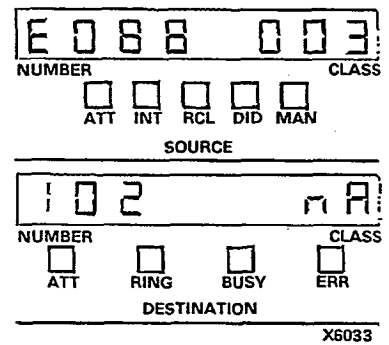 E088 003
NUMBER CLASS
ATT INT RCL DID MAN
SOURCE
102 nA
NUMBER CLASS
ATT RING BUSY ERR
DESTINATION
X6033